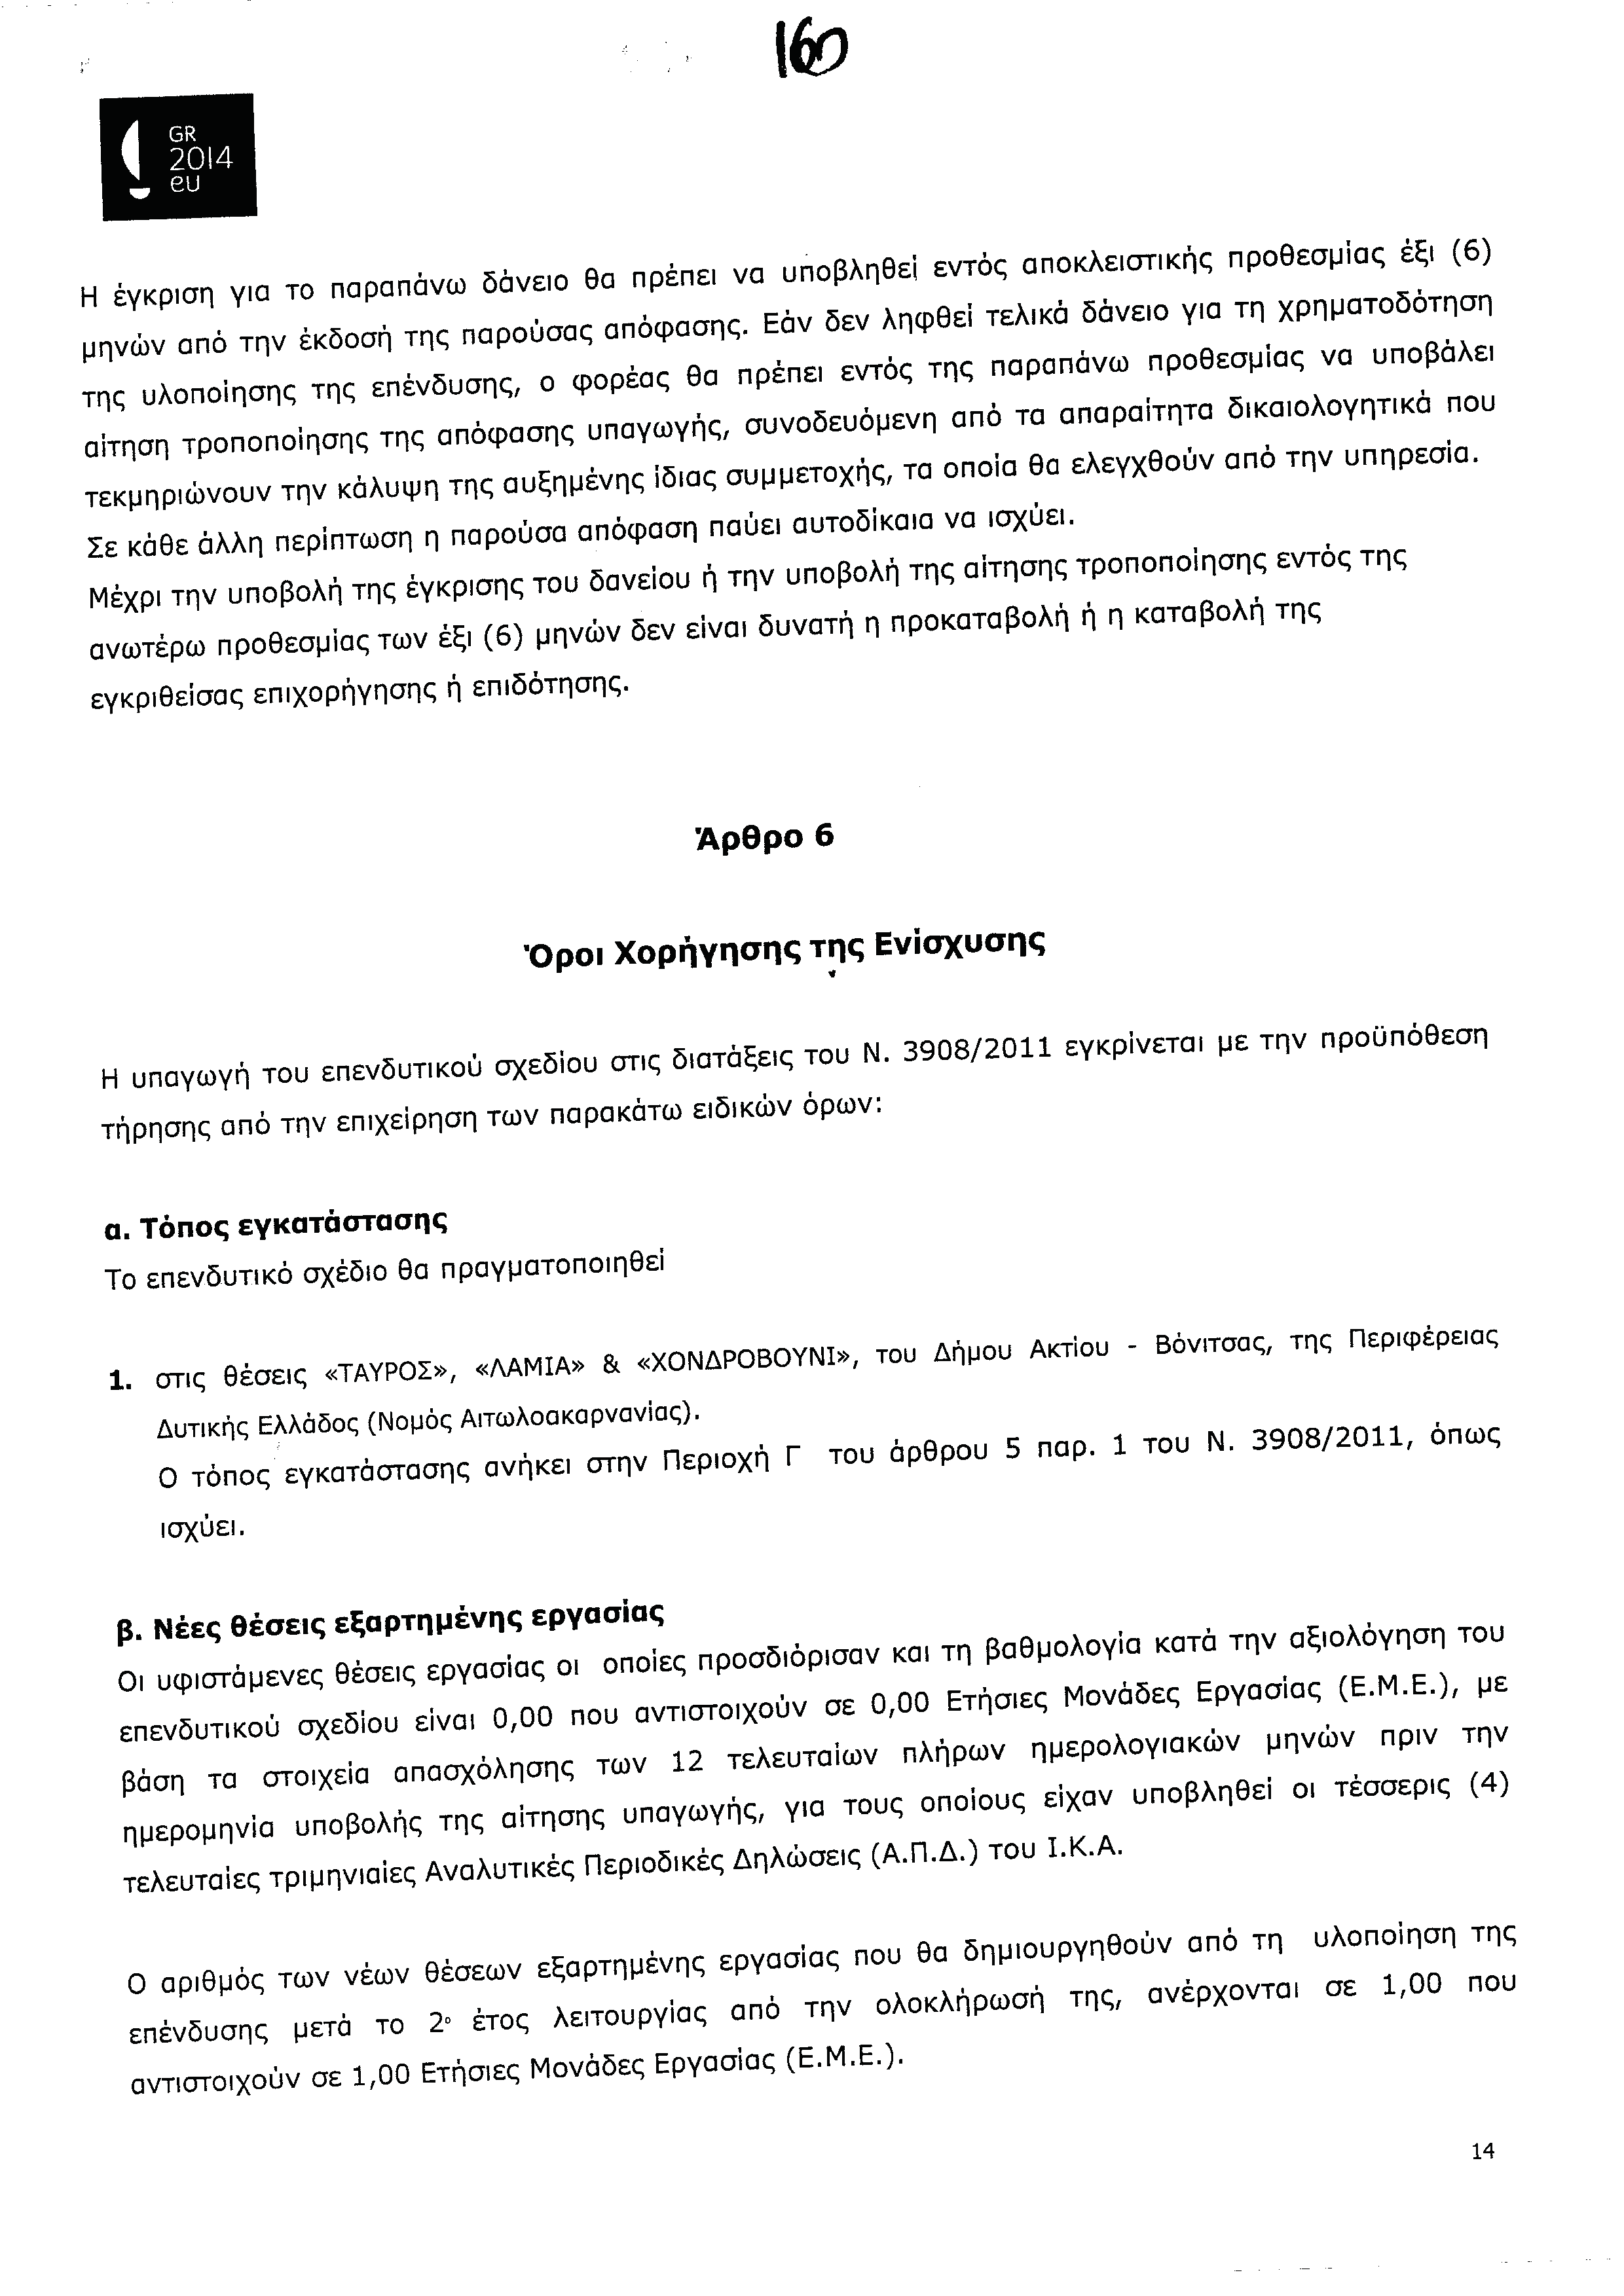 160
GR
2014
eu
Η έγκριση για το παραπάνω δάνειο θα πρέπει να υποβληθεί εντός αποκλειστικής προθεσμίας έξι (6)
μηνών από την έκδοσή της παρούσας απόφασης. Εάν δεν ληφθεί τελικά δάνειο για τη χρηματοδότηση
της υλοποίησης της επένδυσης, ο φορέας θα πρέπει εντός της παραπάνω προθεσμίας να υποβάλει
αίτηση τροποποίησης της απόφασης υπαγωγής, συνοδευόμενη από τα απαραίτητα δικαιολογητικά που
τεκμηριώνουν την κάλυψη της αυξημένης ίδιας συμμετοχής, τα οποία θα ελεγχθούν από την υπηρεσία.
Σε κάθε άλλη περίπτωση η παρούσα απόφαση παύει αυτοδίκαια να ισχύει.
Μέχρι την υποβολή της έγκρισης του δανείου ή την υποβολή της αίτησης τροποποίησης εντός της
ανωτέρω προθεσμίας των έξι (6) μηνών δεν είναι δυνατή η προκαταβολή ή η καταβολή της
εγκριθείσας επιχορήγησης ή επιδότησης.
Άρθρο 6
Όροι Χορήγησης της Ενίσχυσης
Η υπαγωγή του επενδυτικού σχεδίου στις διατάξεις του Ν. 3908/2011 εγκρίνεται με την προϋπόθεση
τήρησης από την επιχείρηση των παρακάτω ειδικών όρων:
α. Τόπος εγκατάστασης
Το επενδυτικό σχέδιο θα πραγματοποιηθεί
1. στις θέσεις «ΤΑΥΡΟΣ», «ΛΑΜΙΑ» & «ΧΟΝΔΡΟΒΟΥΝΙ», του Δήμου Ακτίου - Βόνιτσας, της Περιφέρειας
Δυτικής Ελλάδος (Νομός Αιτωλοακαρνανίας).
Ο τόπος εγκατάστασης ανήκει στην Περιοχή Γ του άρθρου 5 παρ. 1 του Ν. 3908/2011, όπως
ισχύει.
β. Νέες θέσεις εξαρτημένης εργασίας
Οι υφιστάμενες θέσεις εργασίας οι οποίες προσδιόρισαν και τη βαθμολογία κατά την αξιολόγηση του
επενδυτικού σχεδίου είναι 0,00 που αντιστοιχούν σε 0,00 Ετήσιες Μονάδες Εργασίας (Ε.Μ.Ε.), με
βάση τα στοιχεία απασχόλησης των 12 τελευταίων πλήρων ημερολογιακών μηνών πριν την
ημερομηνία υποβολής της αίτησης υπαγωγής, για τους οποίους είχαν υποβληθεί οι τέσσερις (4)
τελευταίες τριμηνιαίες Αναλυτικές Περιοδικές Δηλώσεις (Α.Π.Δ.) του Ι.Κ.Α.
Ο αριθμός των νέων θέσεων εξαρτημένης εργασίας που θα δημιουργηθούν από τη υλοποίηση της
επένδυσης μετά το 2° έτος λειτουργίας από την ολοκλήρωσή της, ανέρχονται σε 1,00 που
αντιστοιχούν σε 1,00 Ετήσιες Μονάδες Εργασίας (Ε.Μ.Ε.).
14